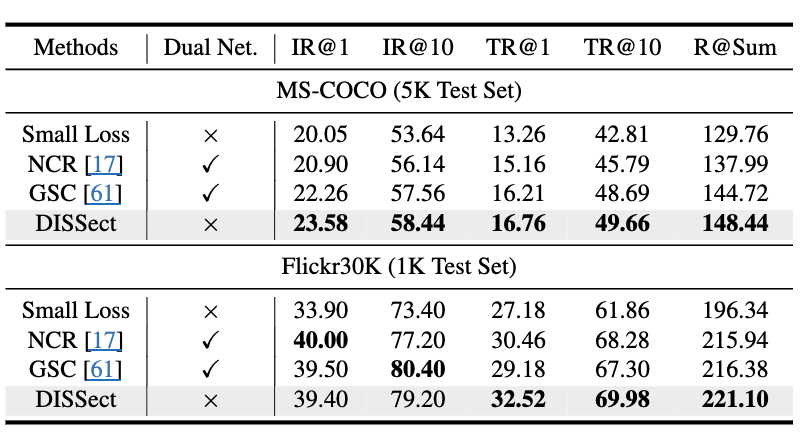 Methods Dual Net. IR@1 IR@10 TR@1 TR@10 R@Sum
MS-COCO (5K Test Set)
Small Loss × 20.05 53.64 13.26 42.81 129.76
NCR [17] ✓ 20.90 56.14 15.16 45.79 137.99
GSC [61] ✓ 22.26 57.56 16.21 48.69 144.72
DISSect × 23.58 58.44 16.76 49.66 148.44
Flickr30K (1K Test Set)
Small Loss × 33.90 73.40 27.18 61.86 196.34
NCR [17] ✓ 40.00 77.20 30.46 68.28 215.94
GSC [61] ✓ 39.50 80.40 29.18 67.30 216.38
DISSect × 39.40 79.20 32.52 69.98 221.10